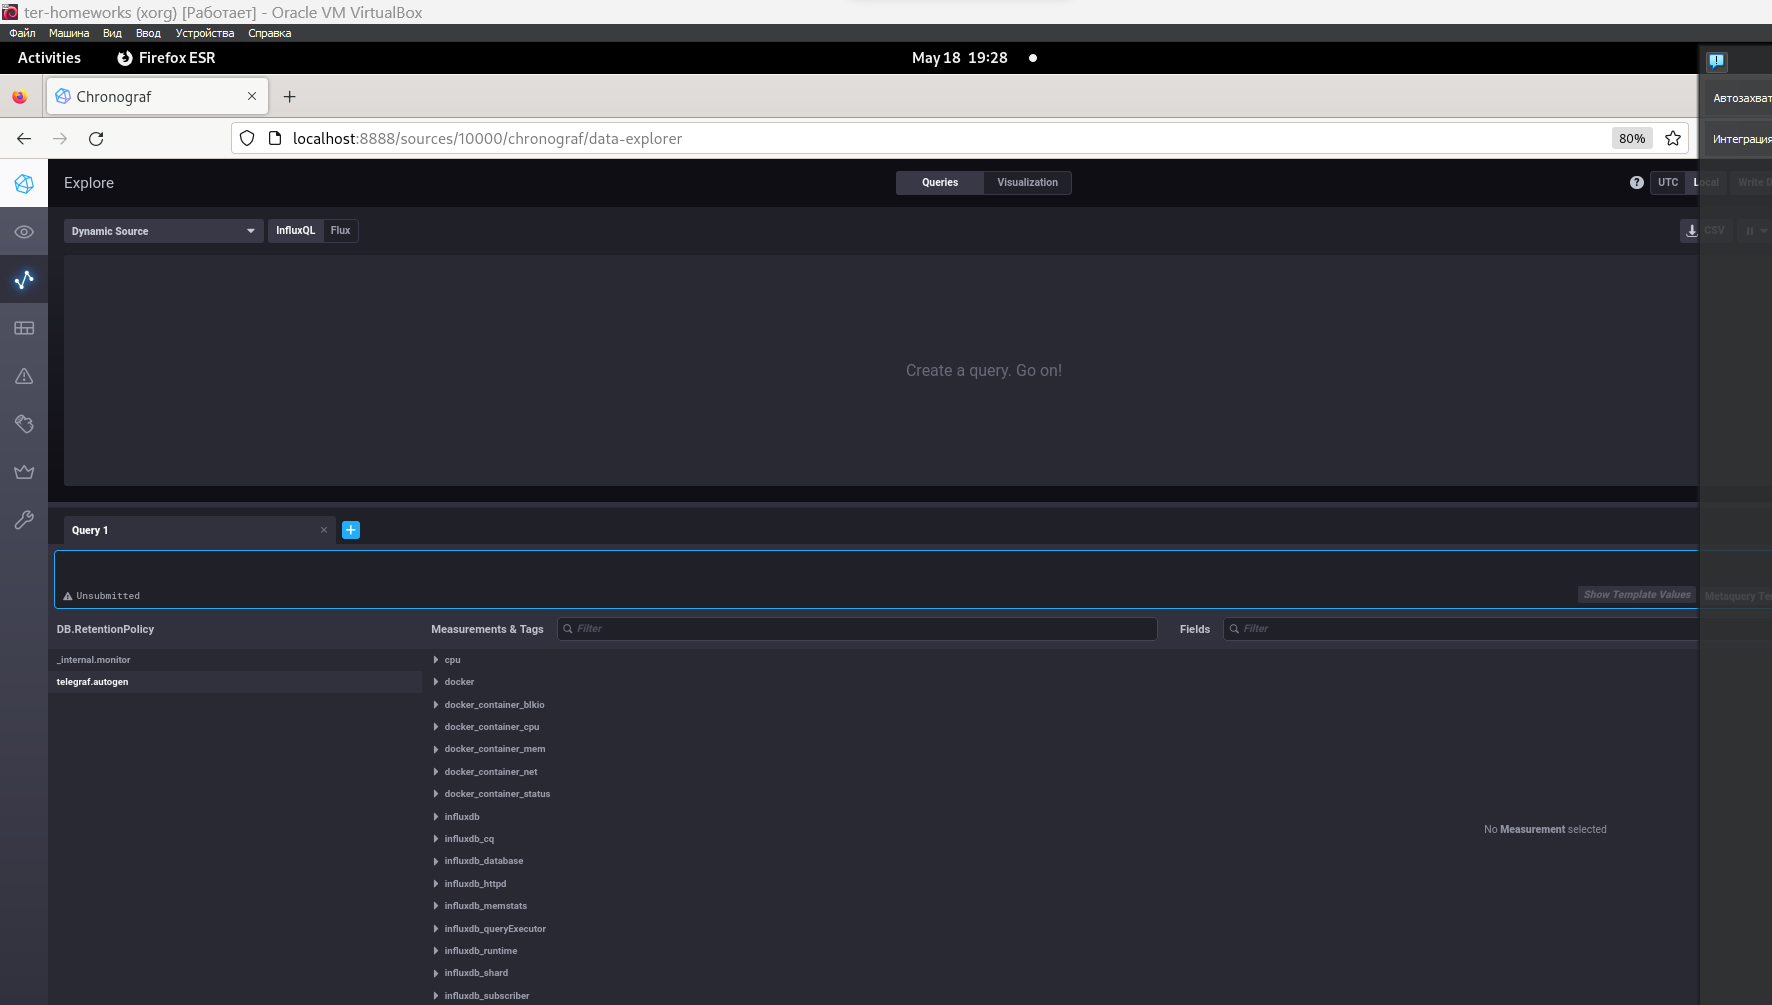 ter-homeworks (xorg) [Работает] - Oracle VM VirtualBox
Файл Машина Вид Ввод Устройства Справка
Activities Firefox ESR May 18 19:28
Автозахват
Chronograf
Интеграция
localhost:8888/sources/10000/chronograf/data-explorer 80%
Explore Queries Visualization UTC Local Write D
Dynamic Source InfluxQL Flux CSV
Create a query. Go on!
Query 1
Unsubmitted Show Template Values Metaquery Te
DB.RetentionPolicy Measurements & Tags Filter Fields Filter
_internal.monitor
telegraf.autogen
cpu
docker
docker_container_blkio
docker_container_cpu
docker_container_mem
docker_container_net
docker_container_status
influxdb
influxdb_cq
influxdb_database
influxdb_httpd
influxdb_memstats
influxdb_queryExecutor
influxdb_runtime
influxdb_shard
influxdb_subscriber
No Measurement selected